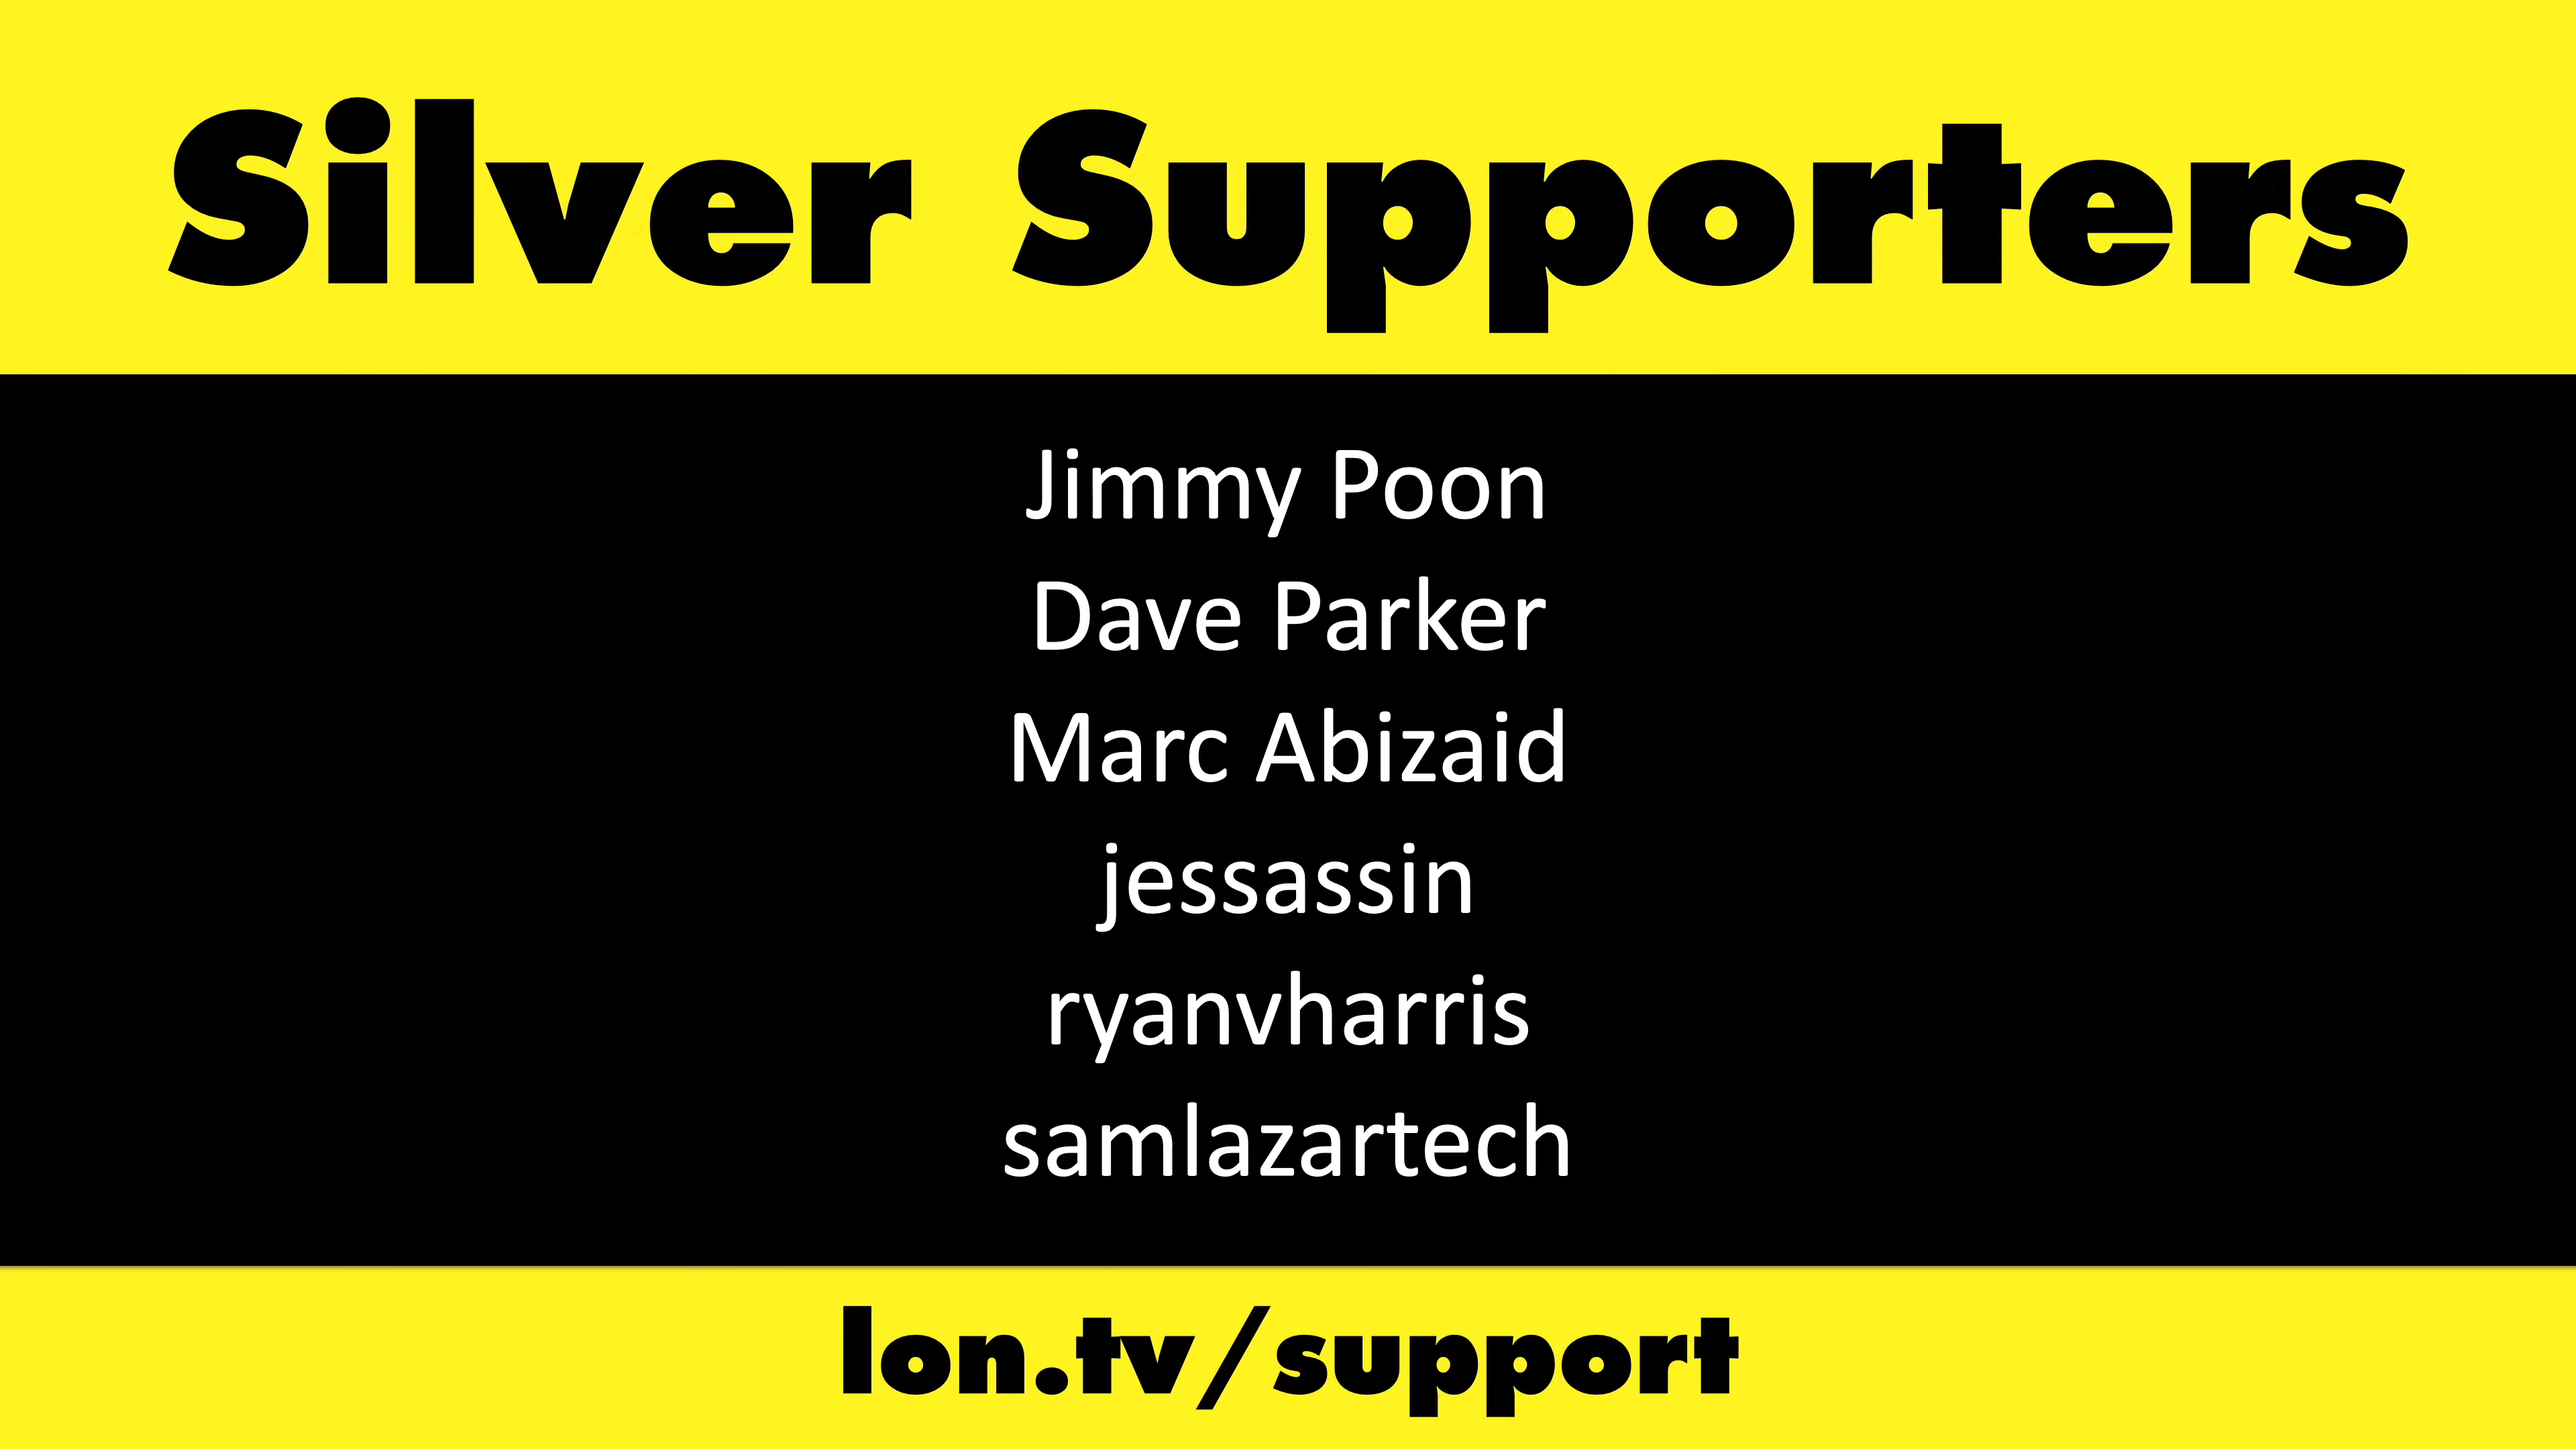 Silver Supporters
Jimmy Poon
Dave Parker
Marc Abizaid
jessassin
ryanvharris
samlazartech
lon.tv/support